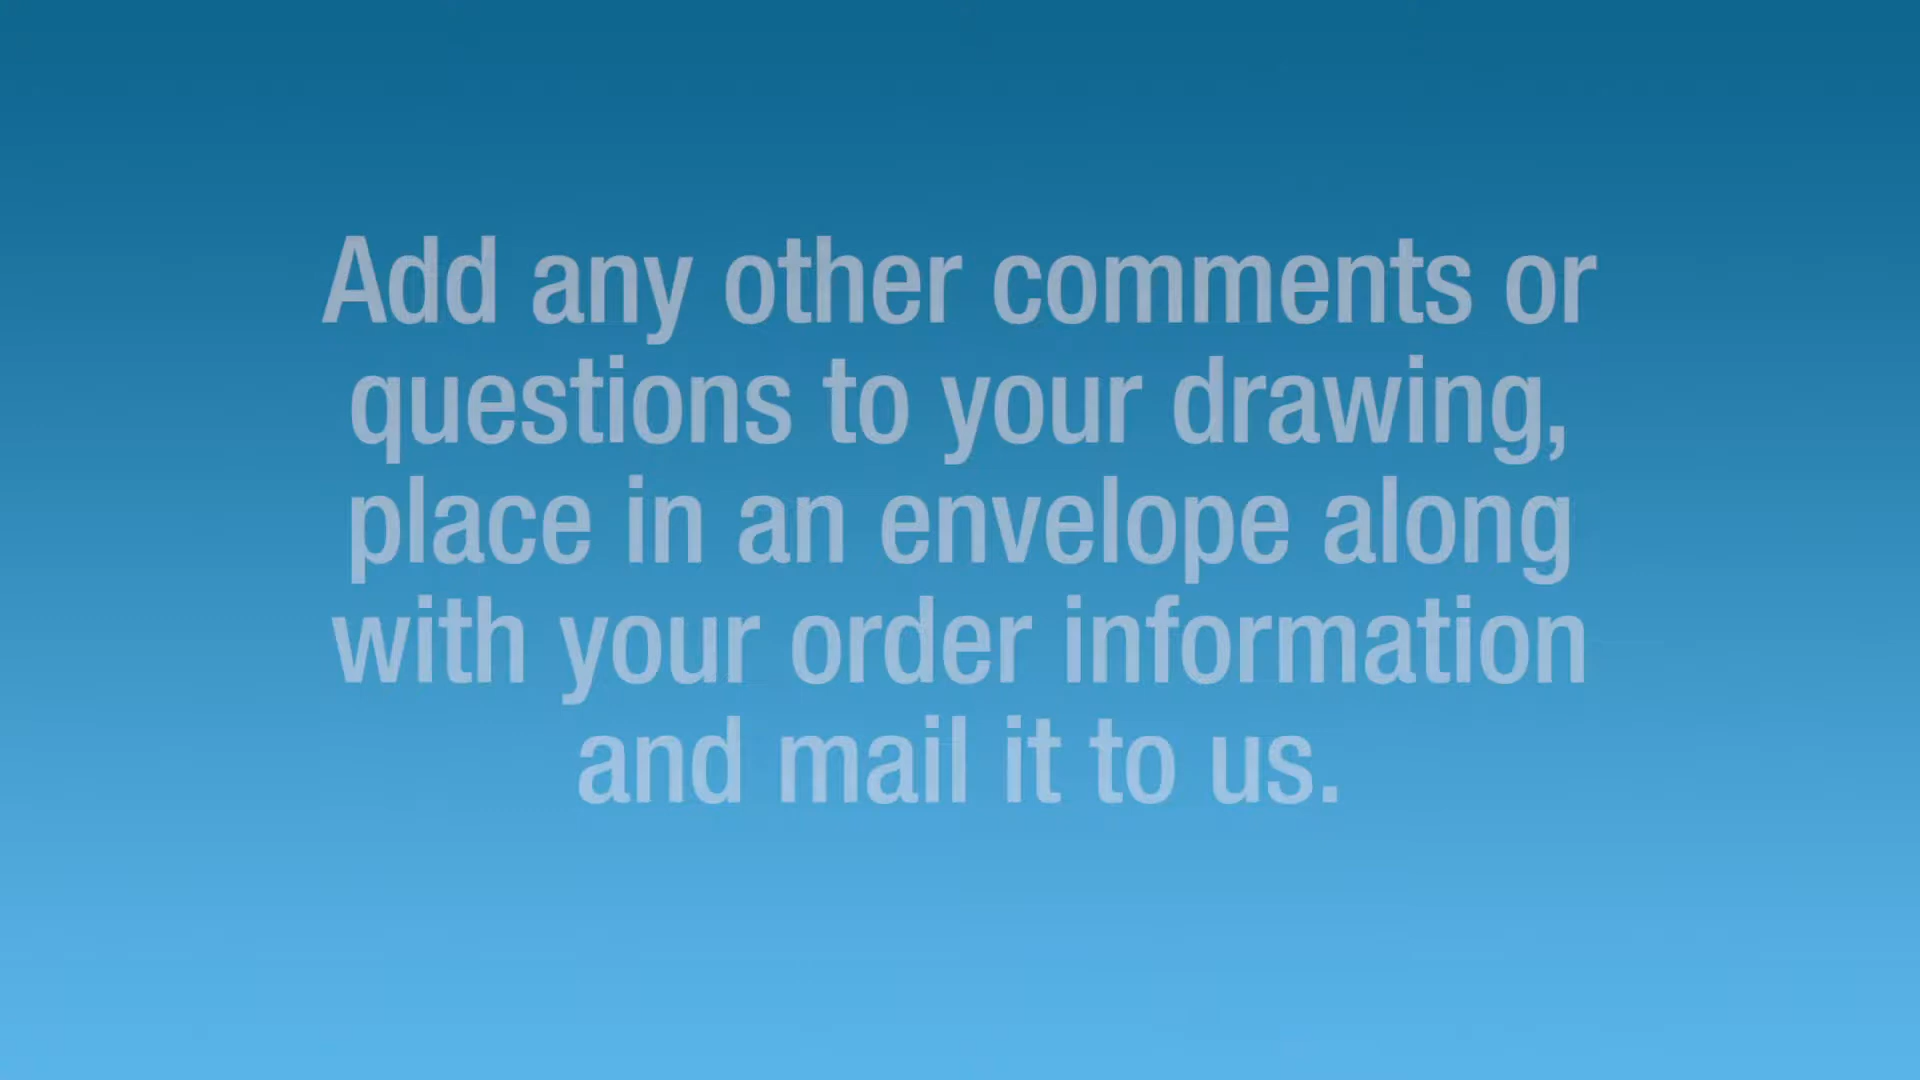 Add any other comments or
questions to your drawing,
place in an envelope along
with your order information
and mail it to us.